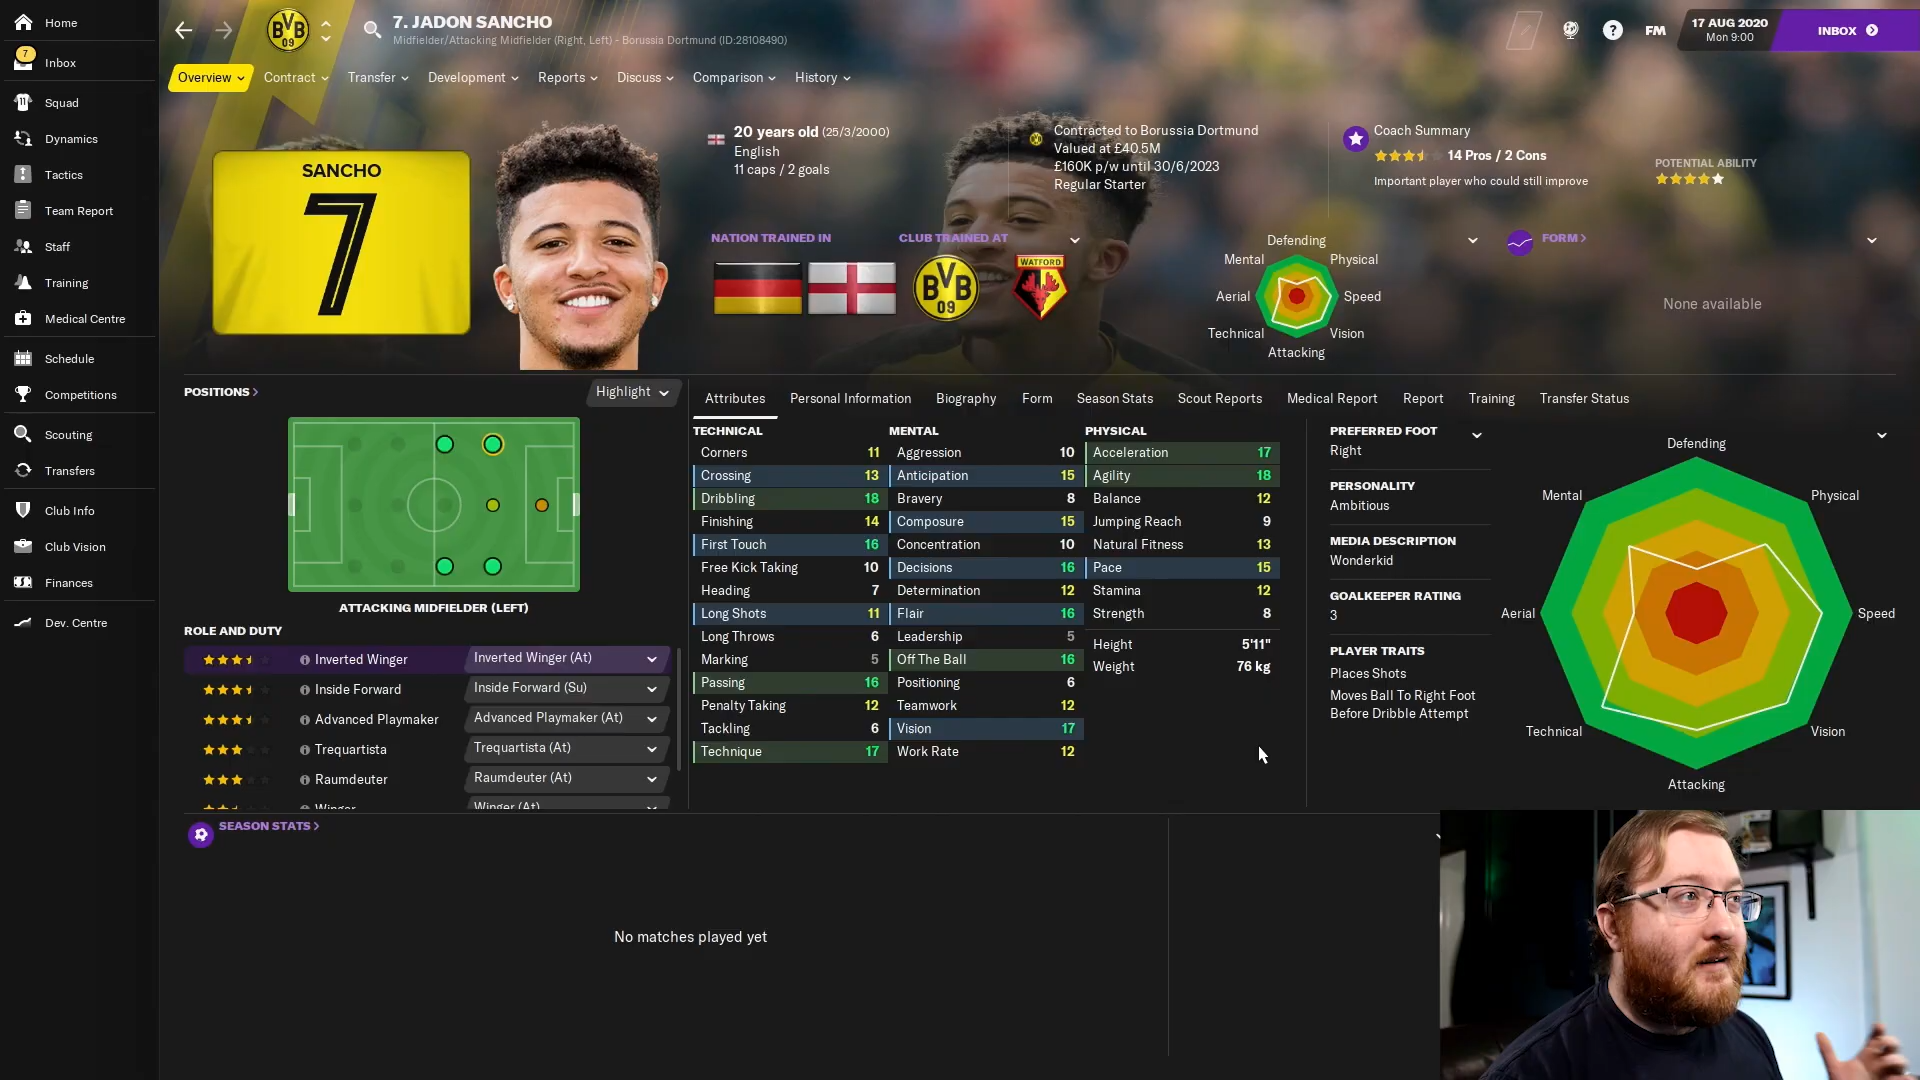 Home
7
Inbox
Squad
Dynamics
Tactics
Team Report
Staff
Training
Medical Centre
Schedule
Competitions
Scouting
Transfers
Club Info
Club Vision
Finances
Dev. Centre
BVB
09
7. JADON SANCHO
Midfielder/Attacking Midfielder (Right, Left) - Borussia Dortmund (ID:28108490)
?
FM
17 AUG 2020
Mon 9:00
INBOX
Overview
Contract
Transfer
Development
Reports
Discuss
Comparison
History
SANCHO
7
20 years old (25/3/2000)
English
11 caps / 2 goals
Contracted to Borussia Dortmund
Valued at £40.5M
£160K p/w until 30/6/2023
Regular Starter
Coach Summary
14 Pros / 2 Cons
Important player who could still improve
POTENTIAL ABILITY
NATION TRAINED IN
CLUB TRAINED AT
BVB
09
WATFORD
Defending
Mental
Physical
Aerial
Speed
Technical
Vision
Attacking
FORM >
None available
POSITIONS >
Highlight
ATTACKING MIDFIELDER (LEFT)
ROLE AND DUTY
Inverted Winger Inverted Winger (At)
Inside Forward Inside Forward (Su)
Advanced Playmaker Advanced Playmaker (At)
Trequartista Trequartista (At)
Raumdeuter Raumdeuter (At)
Winger Winger (At)
Attributes
Personal Information
Biography
Form
Season Stats
Scout Reports
Medical Report
Report
Training
Transfer Status
TECHNICAL
Corners 11
Crossing 13
Dribbling 18
Finishing 14
First Touch 16
Free Kick Taking 10
Heading 7
Long Shots 11
Long Throws 6
Marking 5
Passing 16
Penalty Taking 12
Tackling 6
Technique 17
MENTAL
Aggression 10
Anticipation 15
Bravery 8
Composure 15
Concentration 10
Decisions 16
Determination 12
Flair 16
Leadership 5
Off The Ball 16
Positioning 6
Teamwork 12
Vision 17
Work Rate 12
PHYSICAL
Acceleration 17
Agility 18
Balance 12
Jumping Reach 9
Natural Fitness 13
Pace 15
Stamina 12
Strength 8
Height 5'11"
Weight 76 kg
PREFERRED FOOT
Right
PERSONALITY
Ambitious
MEDIA DESCRIPTION
Wonderkid
GOALKEEPER RATING
3
PLAYER TRAITS
Places Shots
Moves Ball To Right Foot
Before Dribble Attempt
Defending
Mental
Physical
Aerial
Speed
Technical
Vision
Attacking
SEASON STATS >
No matches played yet